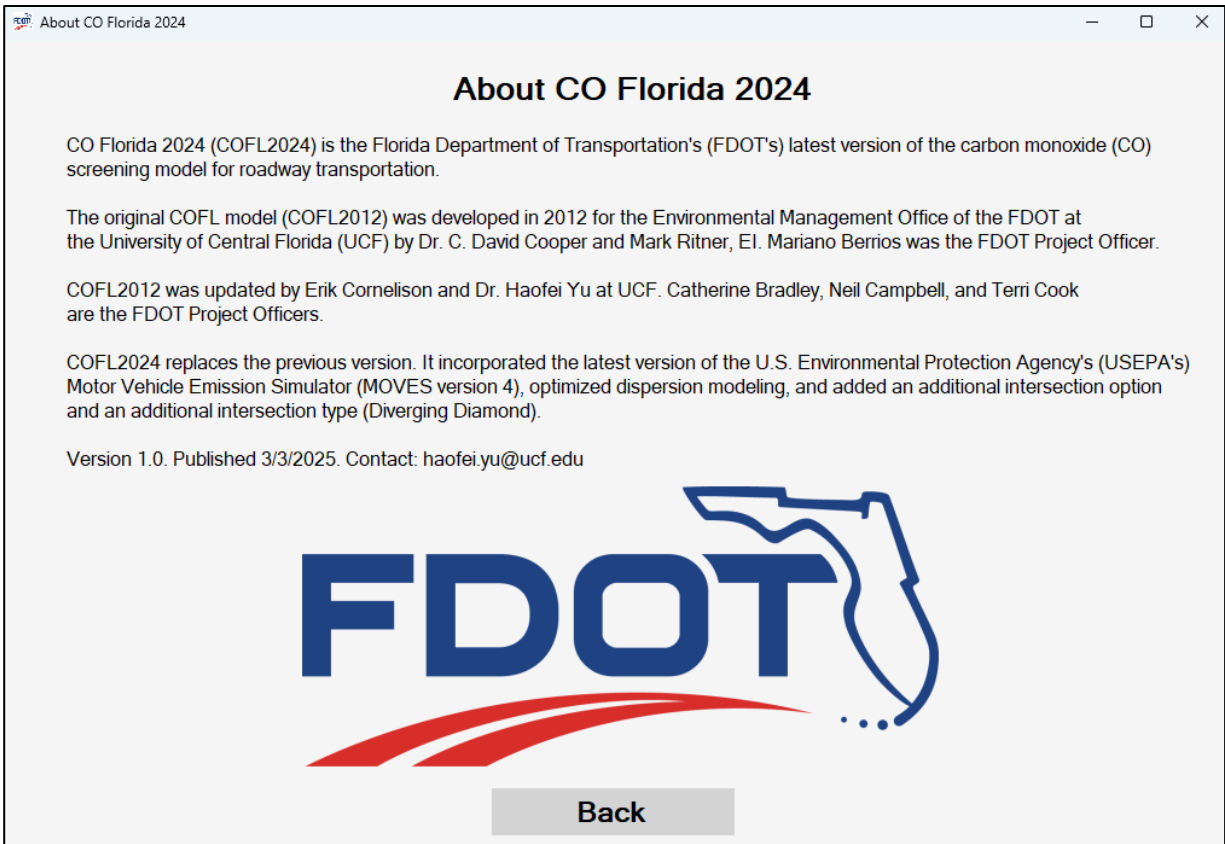 About CO Florida 2024
About CO Florida 2024
CO Florida 2024 (COFL2024) is the Florida Department of Transportation's (FDOT's) latest version of the carbon monoxide (CO)
screening model for roadway transportation.
The original COFL model (COFL2012) was developed in 2012 for the Environmental Management Office of the FDOT at
the University of Central Florida (UCF) by Dr. C. David Cooper and Mark Ritner, EI. Mariano Berrios was the FDOT Project Officer.
COFL2012 was updated by Erik Cornelison and Dr. Haofei Yu at UCF. Catherine Bradley, Neil Campbell, and Terri Cook
are the FDOT Project Officers.
COFL2024 replaces the previous version. It incorporated the latest version of the U.S. Environmental Protection Agency's (USEPA's)
Motor Vehicle Emission Simulator (MOVES version 4), optimized dispersion modeling, and added an additional intersection option
and an additional intersection type (Diverging Diamond).
Version 1.0. Published 3/3/2025. Contact: haofei.yu@ucf.edu
FDOT
Back